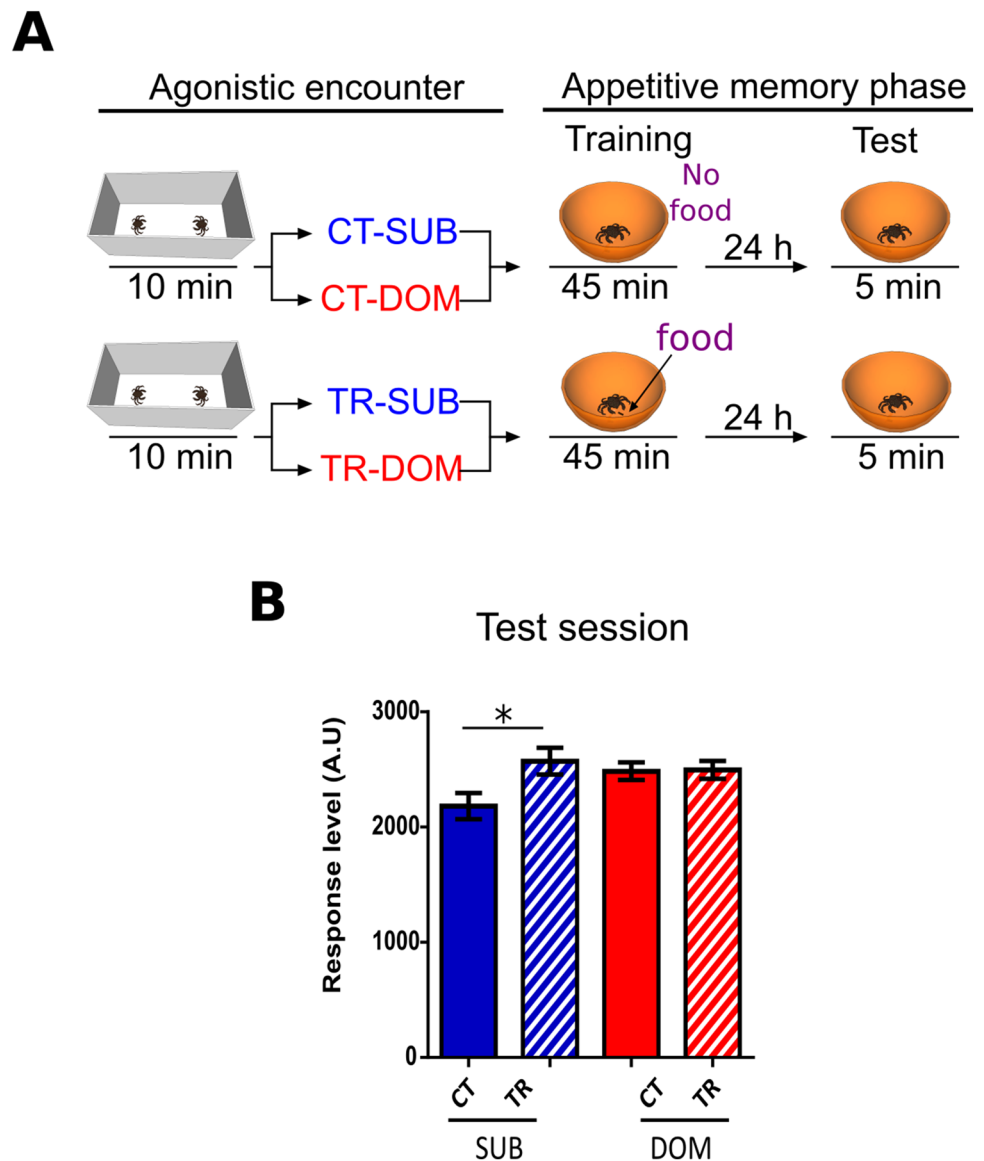 A
Agonistic encounter
Appetitive memory phase
Training
Test
No
food
CT-SUB
CT-DOM
10 min
45 min
24 h
5 min
food
TR-SUB
TR-DOM
10 min
45 min
24 h
5 min
B
Test session
*
Response level (A.U)
3000
2000
1000
0
CT
TR
CT
TR
SUB
DOM